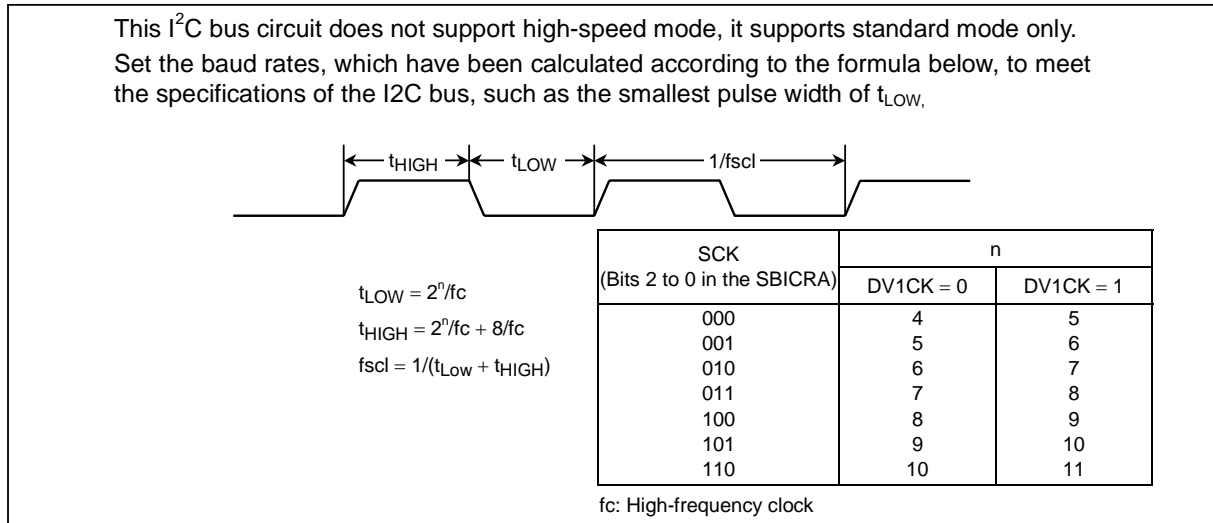 This I²C bus circuit does not support high-speed mode, it supports standard mode only.
Set the baud rates, which have been calculated according to the formula below, to meet
the specifications of the I2C bus, such as the smallest pulse width of tLOW,
tHIGH tLOW 1/fscl
tLOW = 2ⁿ/fc
tHIGH = 2ⁿ/fc + 8/fc
fscl = 1/(tLow + tHIGH)
SCK n
(Bits 2 to 0 in the SBICRA) DV1CK = 0 DV1CK = 1
000 4 5
001 5 6
010 6 7
011 7 8
100 8 9
101 9 10
110 10 11
fc: High-frequency clock